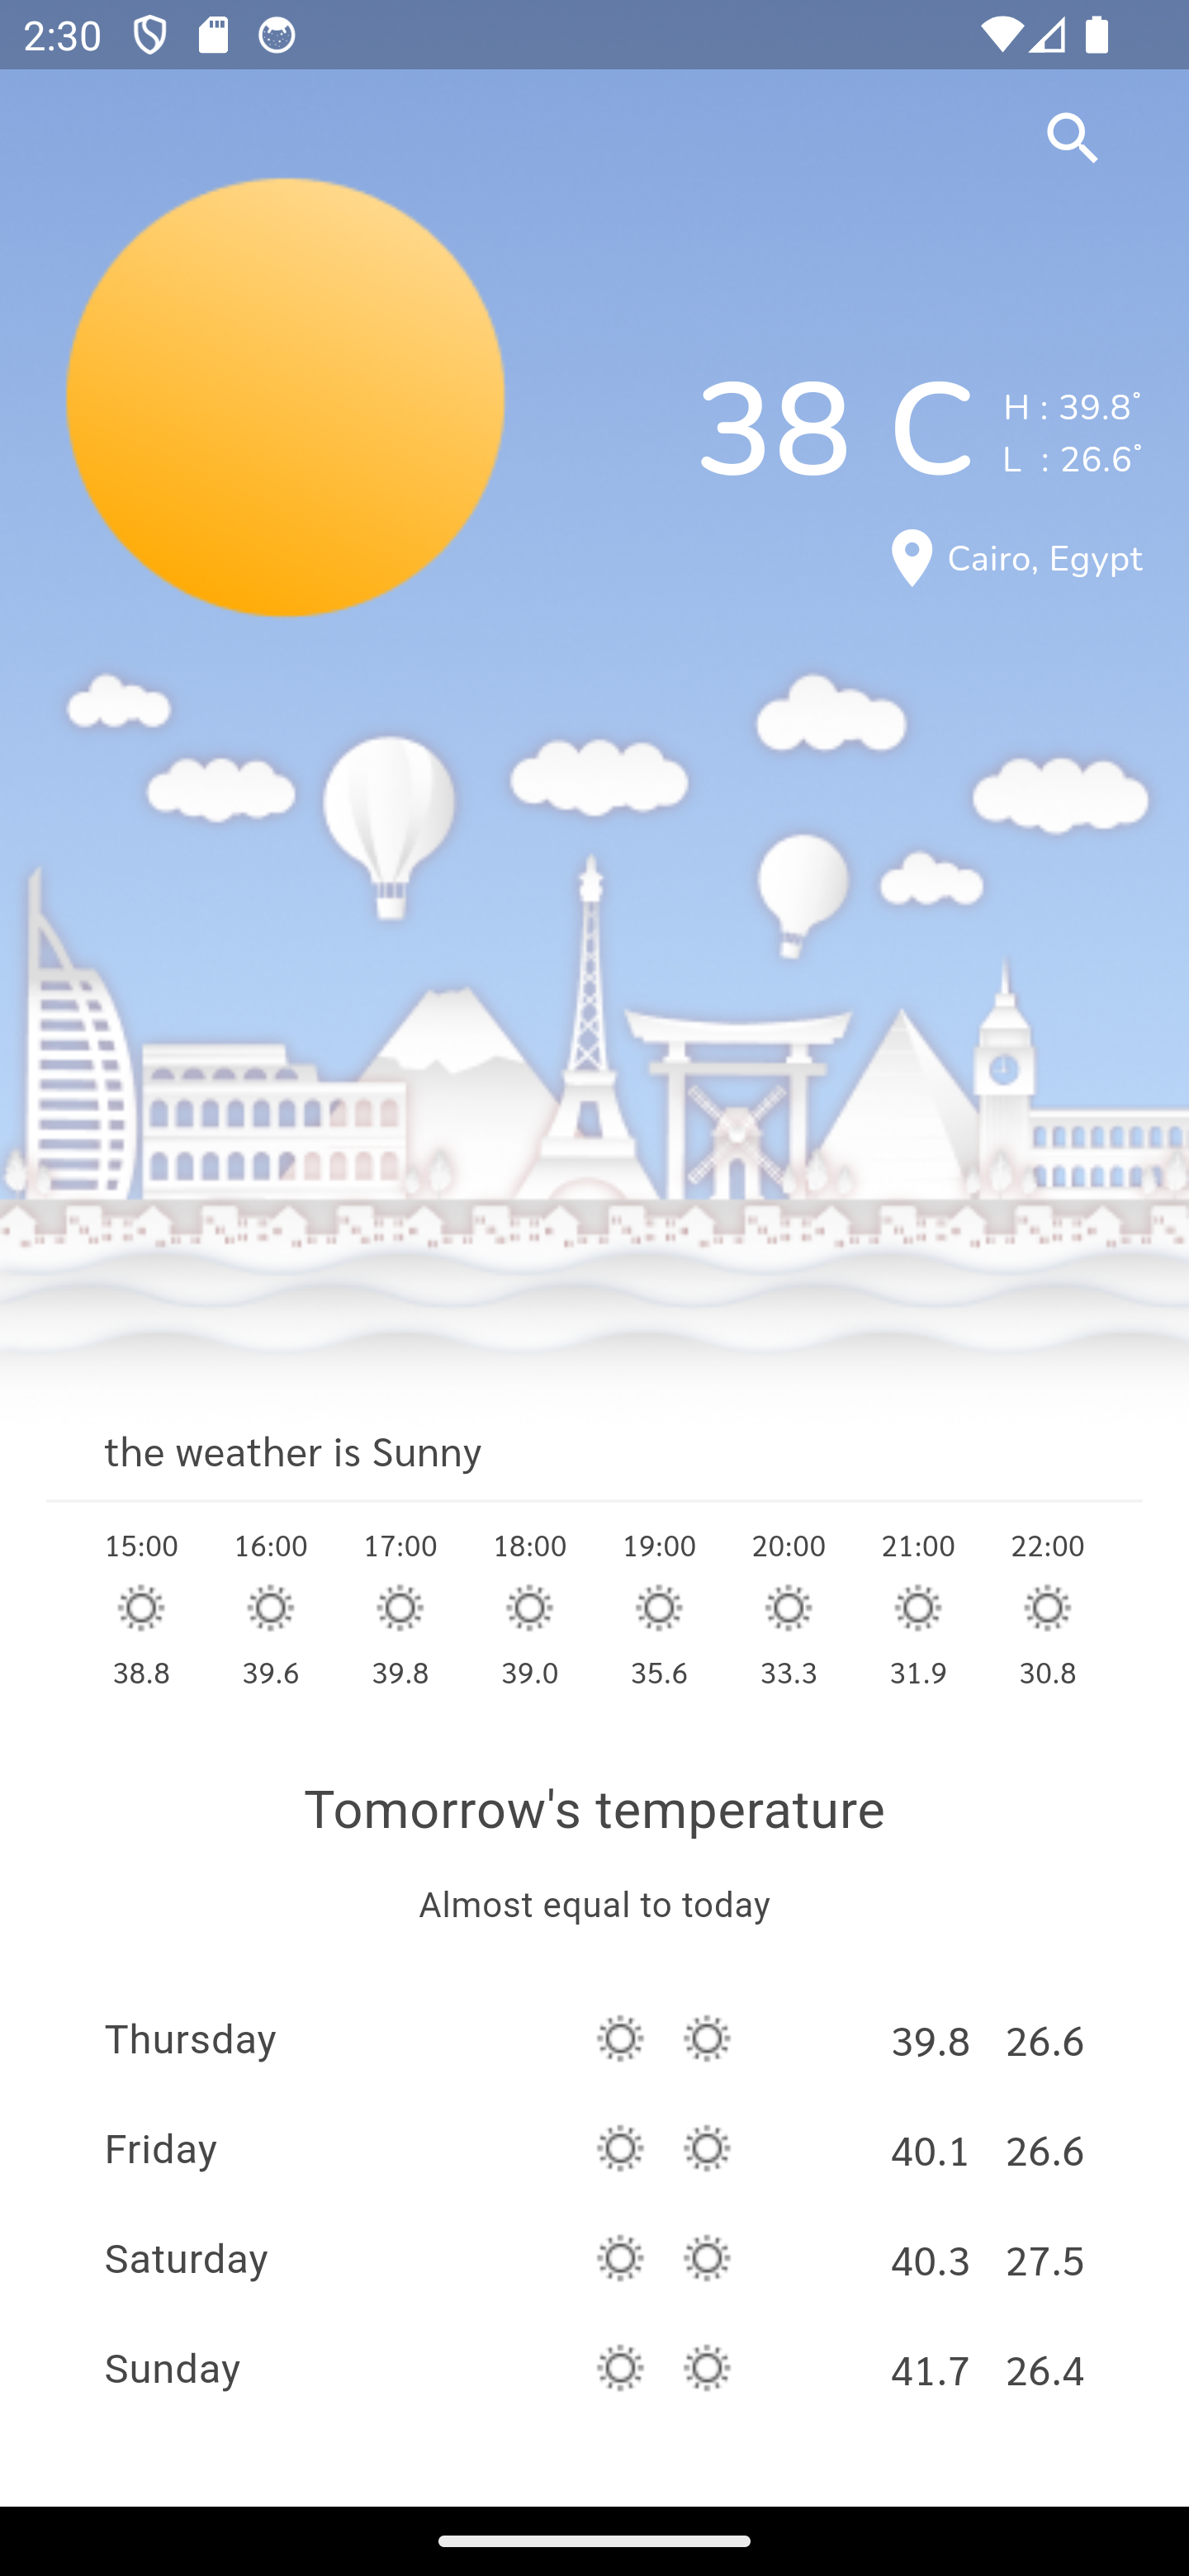 2:30
38 C
H : 39.8°
L : 26.6°
Cairo, Egypt
the weather is Sunny
15:00 16:00 17:00 18:00 19:00 20:00 21:00 22:00
38.8 39.6 39.8 39.0 35.6 33.3 31.9 30.8
Tomorrow's temperature
Almost equal to today
Thursday 39.8 26.6
Friday 40.1 26.6
Saturday 40.3 27.5
Sunday 41.7 26.4